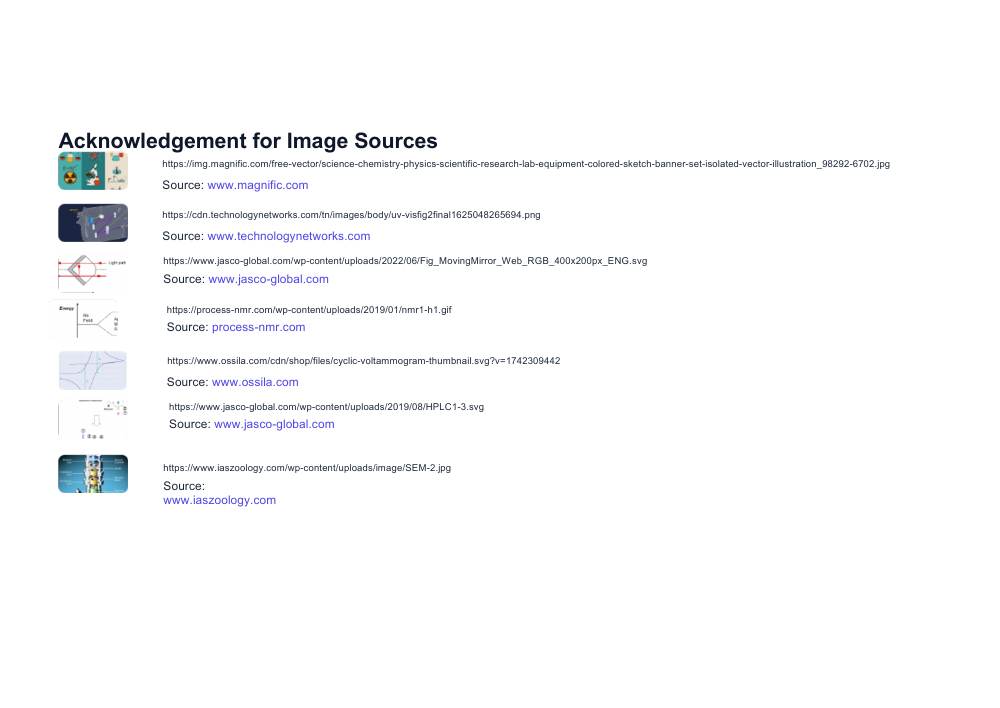 Acknowledgement for Image Sources
https://img.magnific.com/free-vector/science-chemistry-physics-scientific-research-lab-equipment-colored-sketch-banner-set-isolated-vector-illustration_98292-6702.jpg
Source: www.magnific.com
https://cdn.technologynetworks.com/tn/images/body/uv-visfig2final1625048265694.png
Source: www.technologynetworks.com
Light path
https://www.jasco-global.com/wp-content/uploads/2022/06/Fig_MovingMirror_Web_RGB_400x200px_ENG.svg
Source: www.jasco-global.com
Energy
No
Field
https://process-nmr.com/wp-content/uploads/2019/01/nmr1-h1.gif
Source: process-nmr.com
https://www.ossila.com/cdn/shop/files/cyclic-voltammogram-thumbnail.svg?v=1742309442
Source: www.ossila.com
https://www.jasco-global.com/wp-content/uploads/2019/08/HPLC1-3.svg
Source: www.jasco-global.com
https://www.iaszoology.com/wp-content/uploads/image/SEM-2.jpg
Source:
www.iaszoology.com